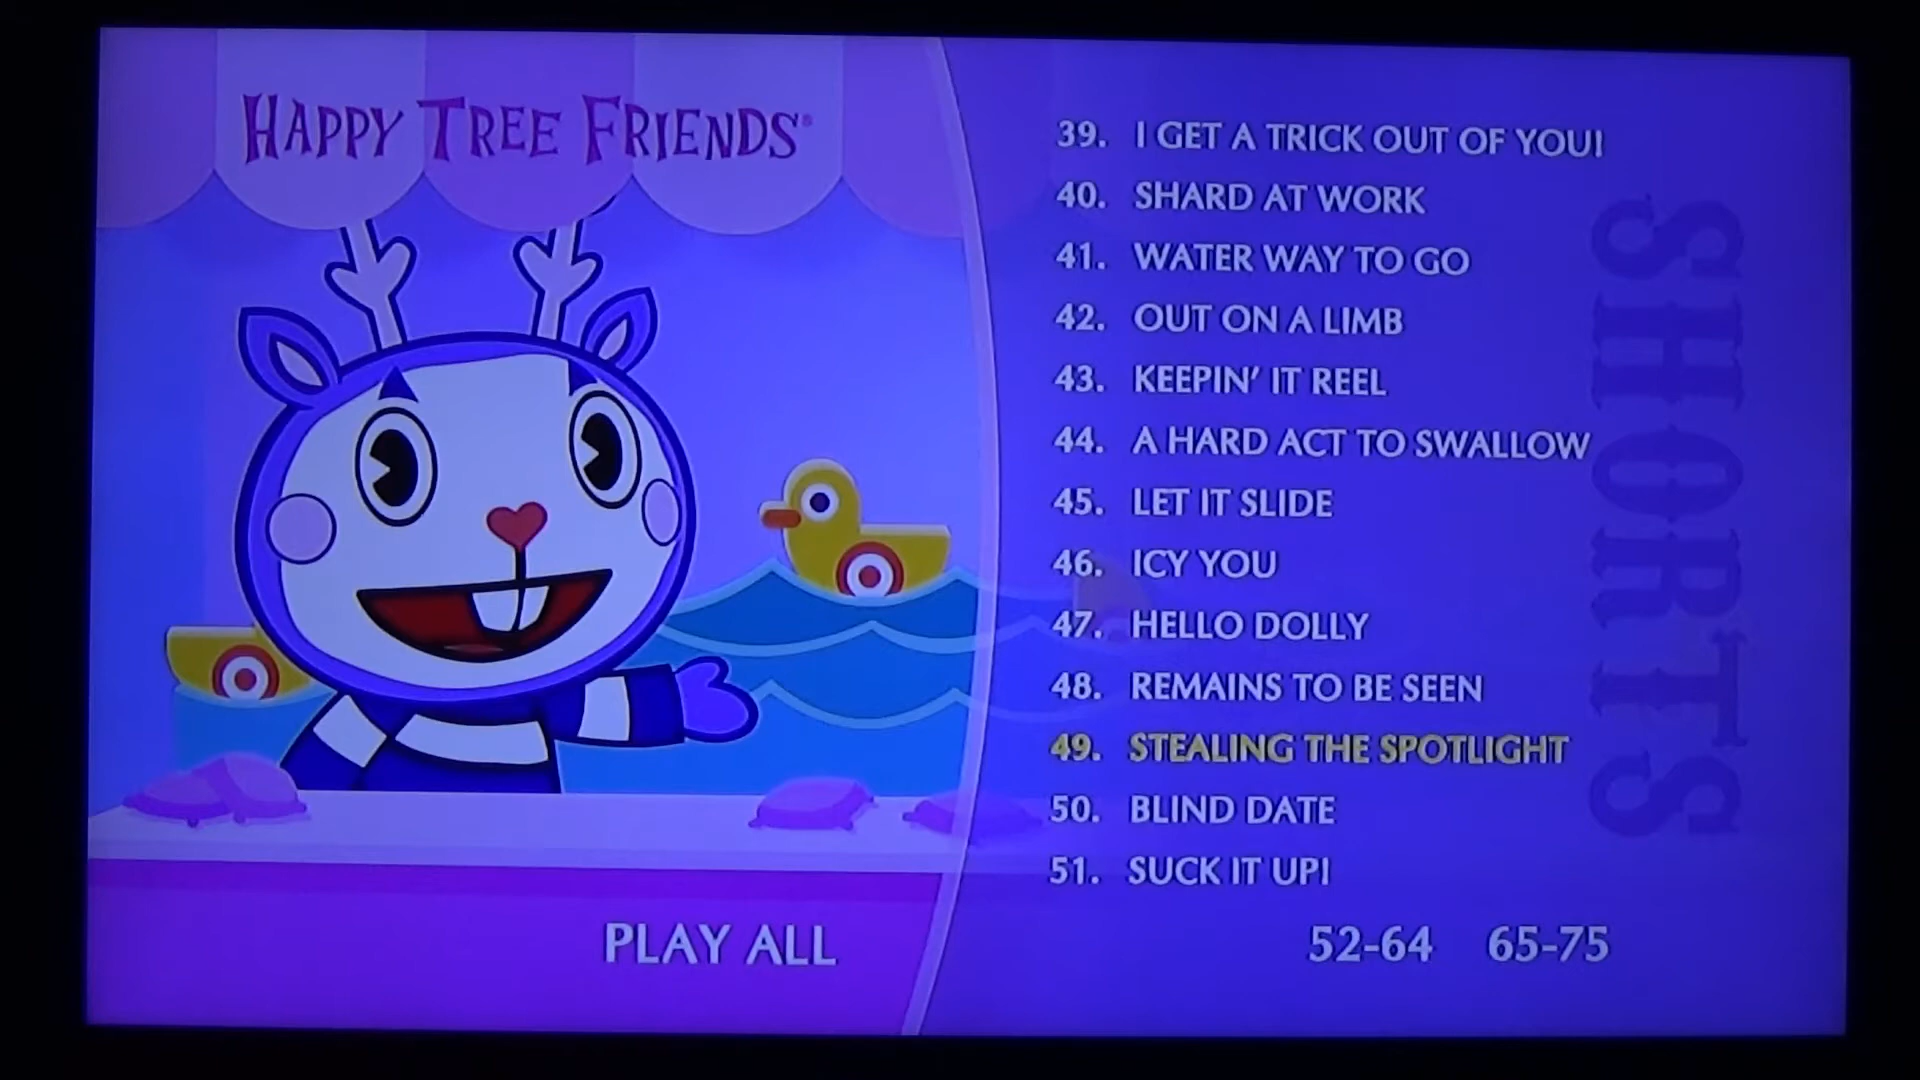 HAPPY TREE FRIENDS®
39. I GET A TRICK OUT OF YOU!
40. SHARD AT WORK
41. WATER WAY TO GO
42. OUT ON A LIMB
43. KEEPIN' IT REEL
44. A HARD ACT TO SWALLOW
45. LET IT SLIDE
46. ICY YOU
47. HELLO DOLLY
48. REMAINS TO BE SEEN
49. STEALING THE SPOTLIGHT
50. BLIND DATE
51. SUCK IT UP!
SHORTS
PLAY ALL
52-64 65-75